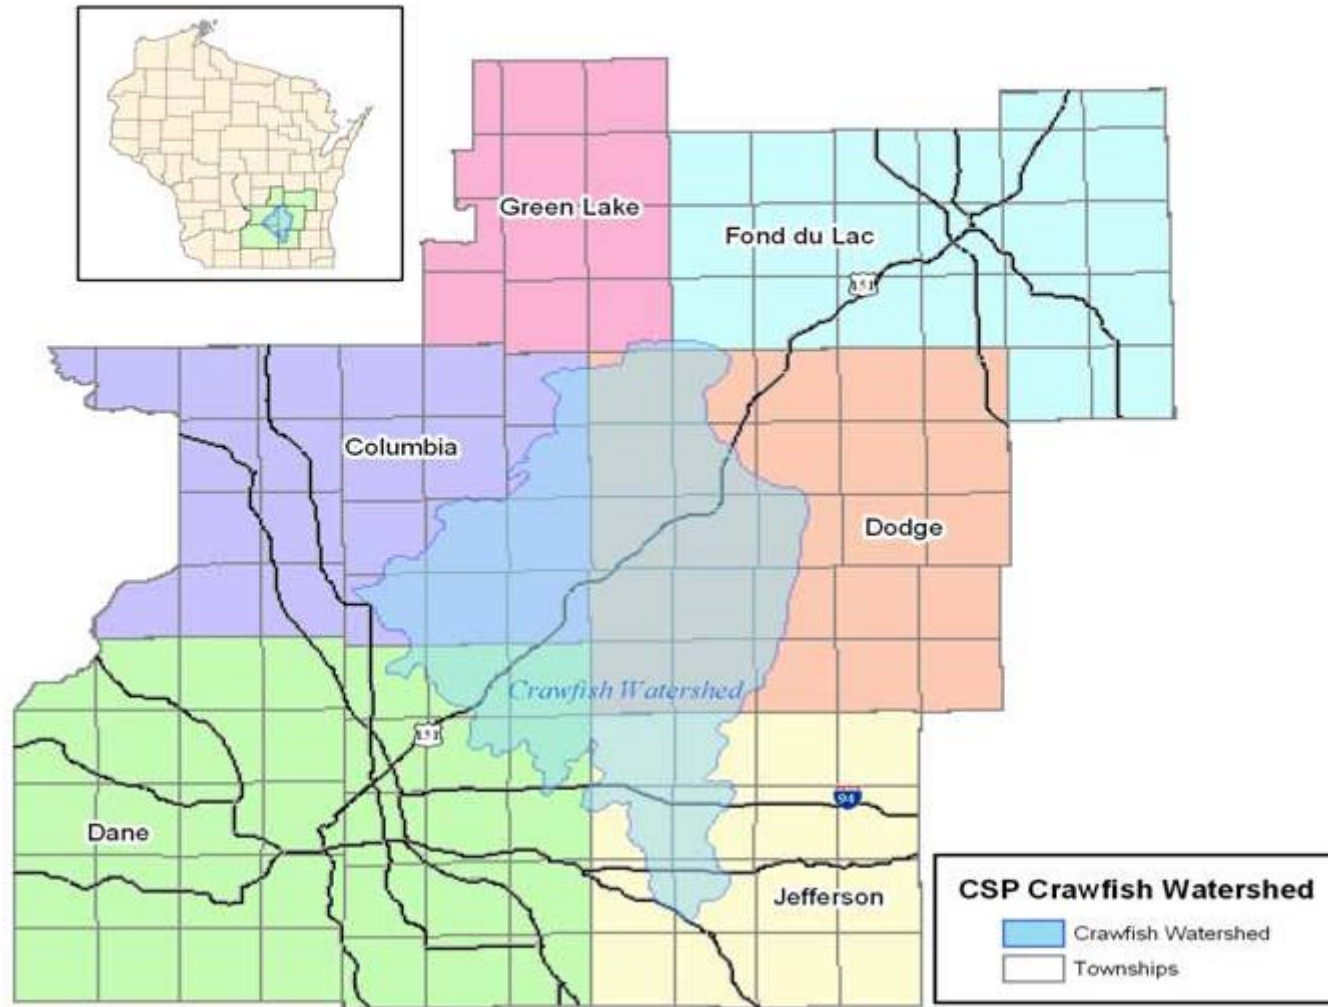 Green Lake
Fond du Lac
151
Columbia
Dodge
Crawfish Watershed
151
94
Dane
Jefferson
CSP Crawfish Watershed
Crawfish Watershed
Townships